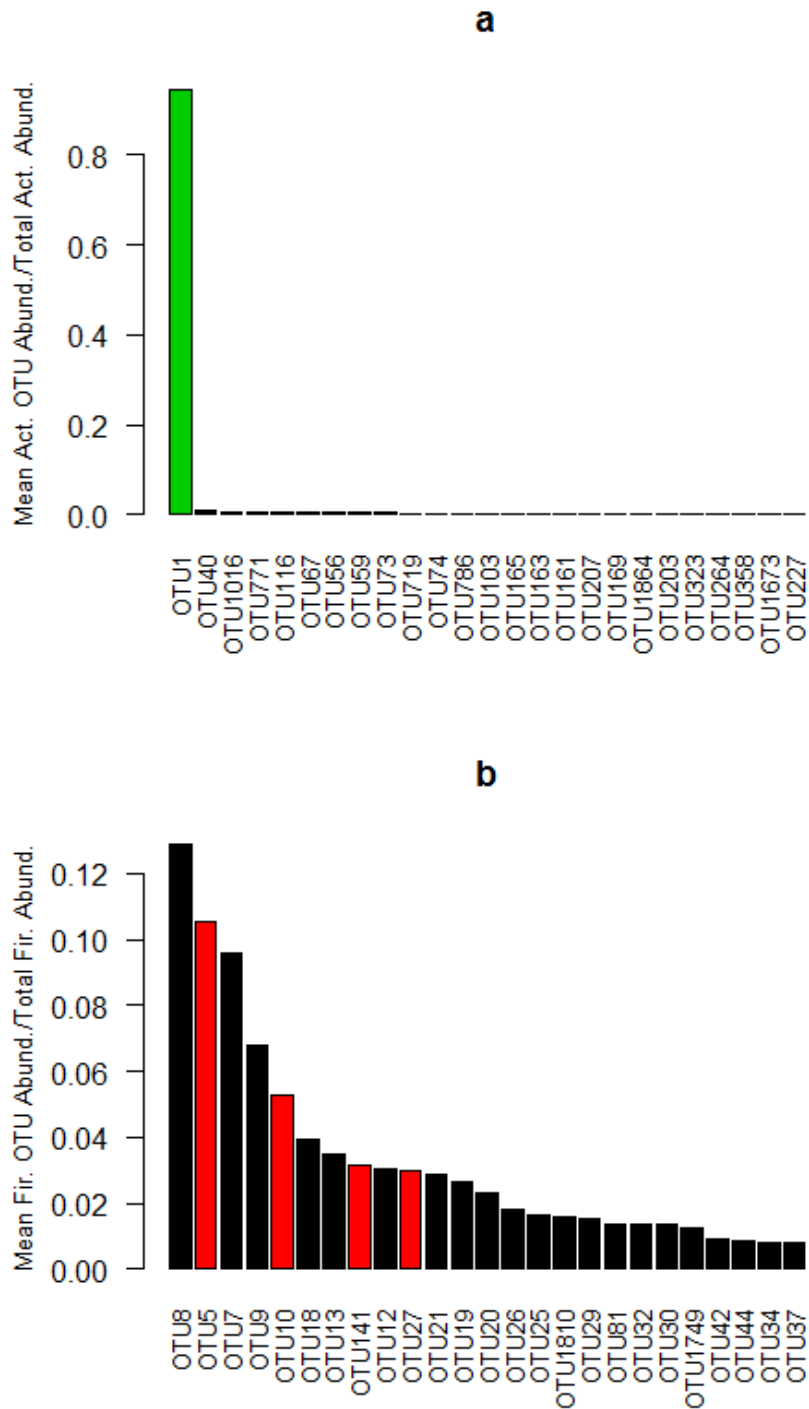 a
Mean Act. OTU Abund./Total Act. Abund.
0.8
0.6
0.4
0.2
0.0
OTU1
OTU40
OTU1016
OTU771
OTU116
OTU67
OTU56
OTU59
OTU73
OTU719
OTU74
OTU786
OTU103
OTU165
OTU163
OTU161
OTU207
OTU169
OTU1864
OTU203
OTU323
OTU264
OTU358
OTU1673
OTU227
b
Mean Fir. OTU Abund./Total Fir. Abund.
0.12
0.10
0.08
0.06
0.04
0.02
0.00
OTU8
OTU5
OTU7
OTU9
OTU10
OTU18
OTU13
OTU141
OTU12
OTU27
OTU21
OTU19
OTU20
OTU26
OTU25
OTU1810
OTU29
OTU81
OTU32
OTU30
OTU1749
OTU42
OTU44
OTU34
OTU37